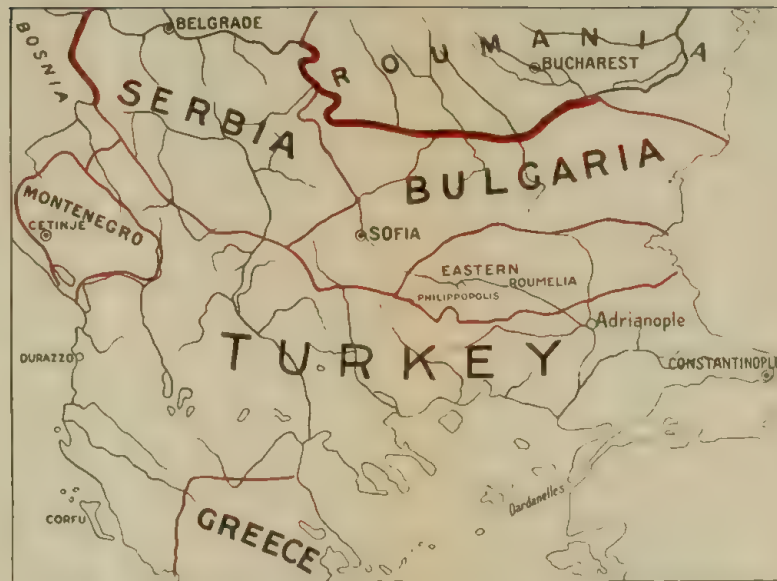 BOSNIA
BELGRADE
ROUMANIA
BUCHAREST
SERBIA
BULGARIA
MONTENEGRO
CETINJE
SOFIA
EASTERN
ROUMELIA
PHILIPPOPOLIS
Adrianople
TURKEY
DURAZZO
CONSTANTINOPLE
Dardanelles
CORFU
GREECE